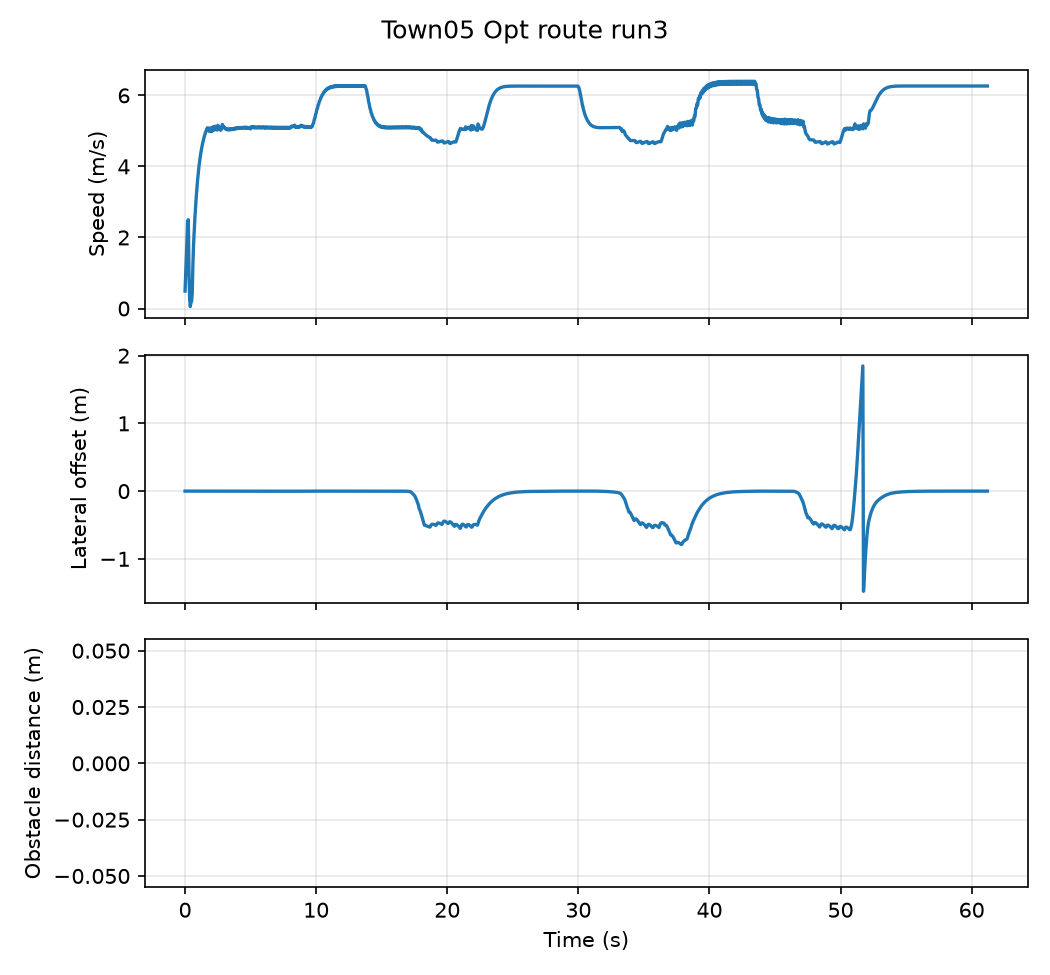 Town05 Opt route run3
6
4
2
0
Speed (m/s)
2
1
0
−1
Lateral offset (m)
0.050
0.025
0.000
−0.025
−0.050
Obstacle distance (m)
0 10 20 30 40 50 60
Time (s)